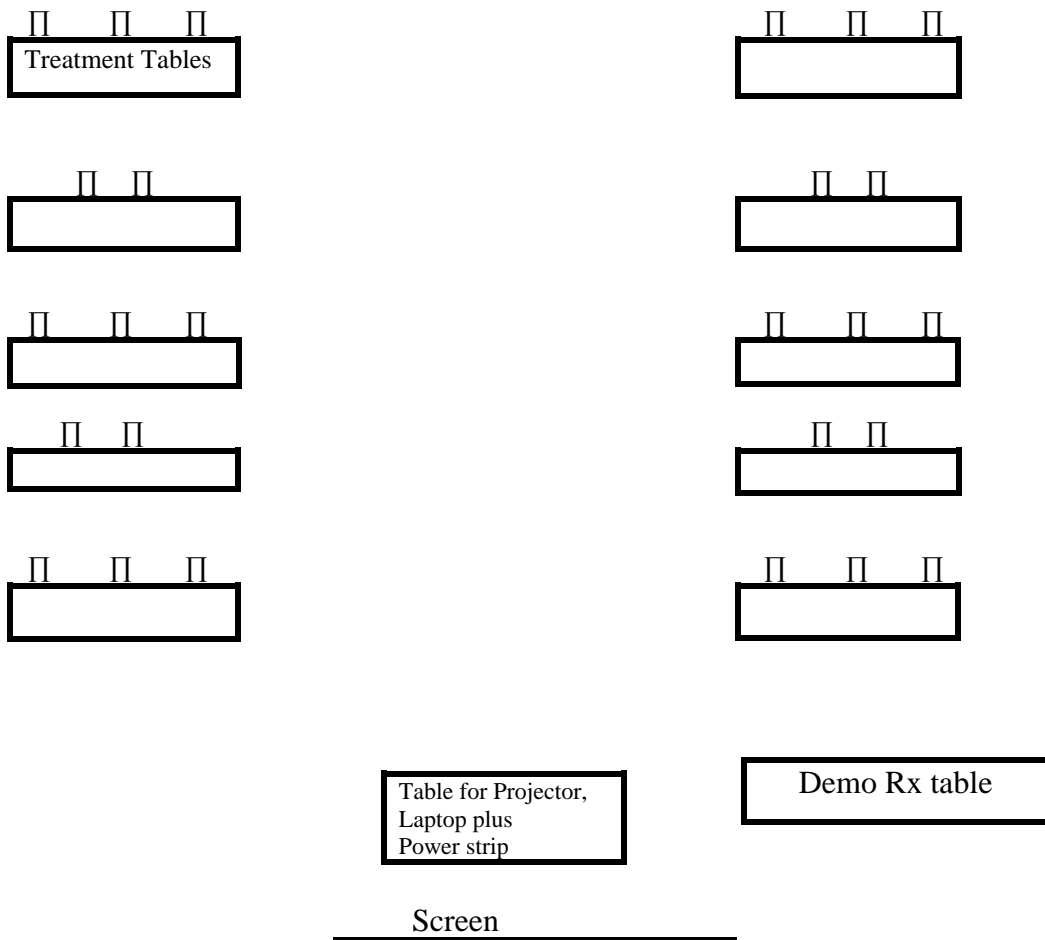 ∏ ∏ ∏ ∏ ∏ ∏
Treatment Tables
∏ ∏ ∏ ∏
∏ ∏ ∏ ∏ ∏ ∏
∏ ∏ ∏ ∏
∏ ∏ ∏ ∏ ∏ ∏
Demo Rx table
Table for Projector,
Laptop plus
Power strip
Screen